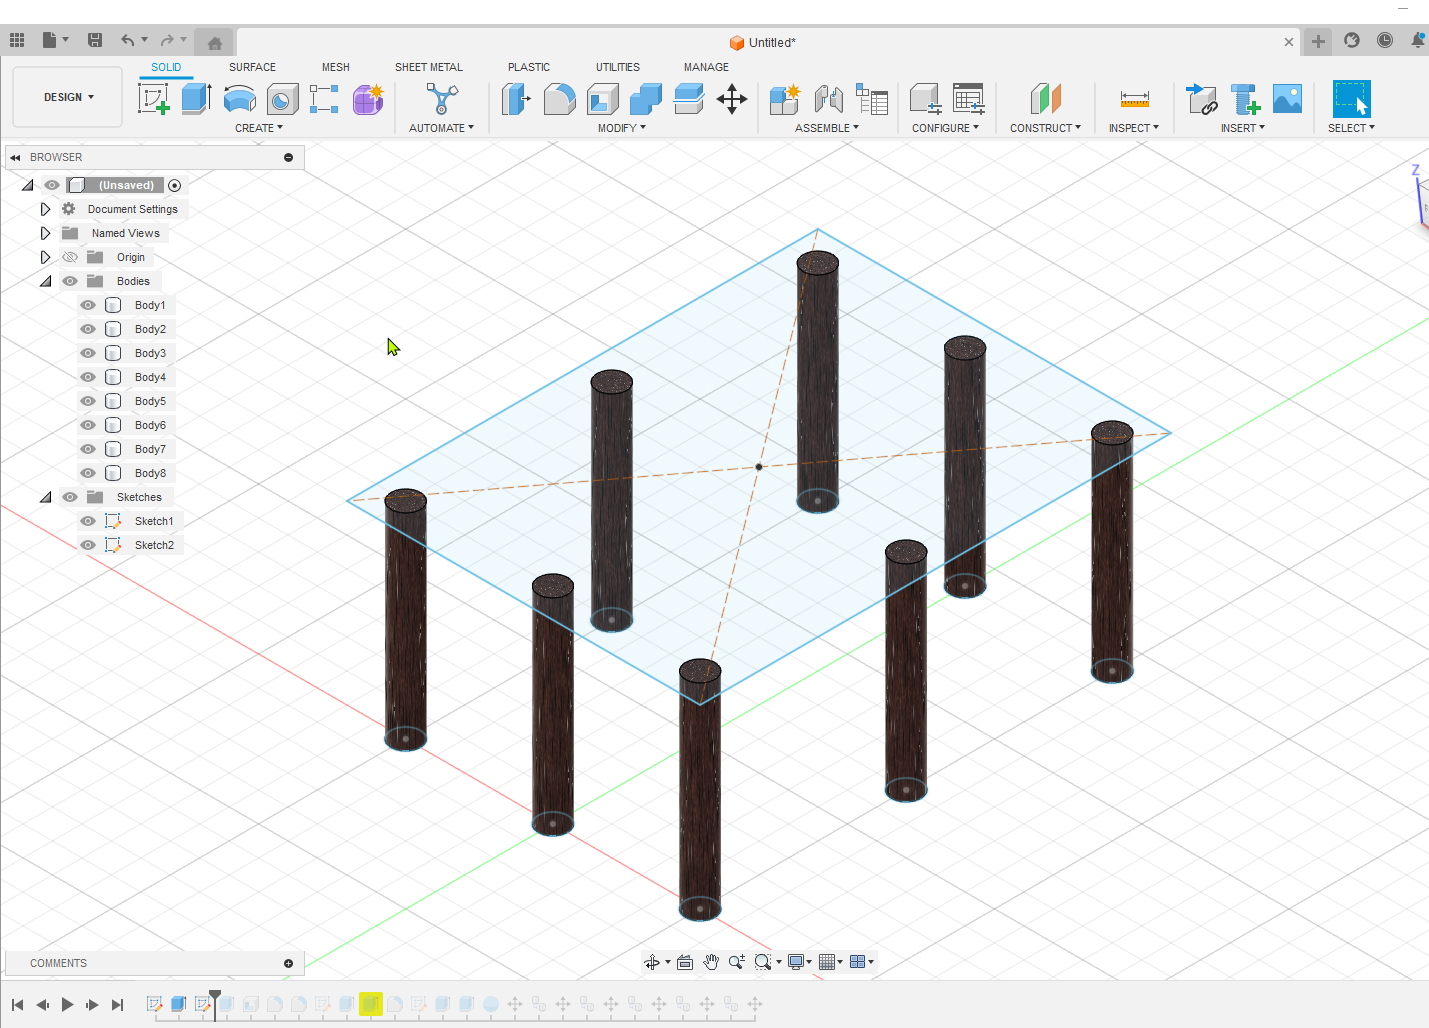 Untitled*
SOLID SURFACE MESH SHEET METAL PLASTIC UTILITIES MANAGE
DESIGN
CREATE AUTOMATE MODIFY ASSEMBLE CONFIGURE CONSTRUCT INSPECT INSERT SELECT
BROWSER
(Unsaved)
Z
Document Settings
Named Views
Origin
Bodies
Body1
Body2
Body3
Body4
Body5
Body6
Body7
Body8
Sketches
Sketch1
Sketch2
COMMENTS